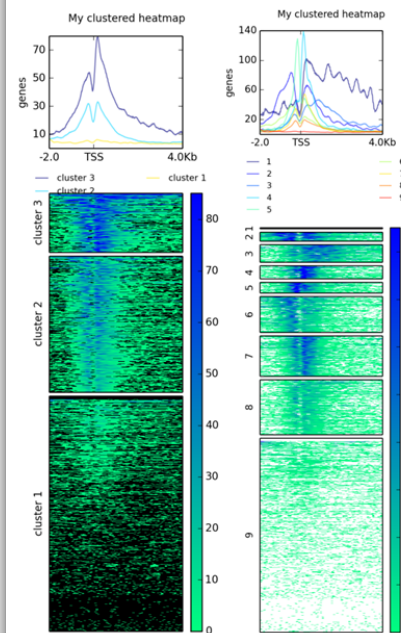 My clustered heatmap
genes
70
50
30
10
-2.0 TSS 4.0Kb
cluster 3
cluster 2
cluster 1
cluster 3
cluster 2
cluster 1
80
70
60
50
40
30
20
10
0
My clustered heatmap
genes
140
100
60
20
-2.0 TSS 4.0Kb
1
2
3
4
5
1
2
3
4
5
6
7
8
9